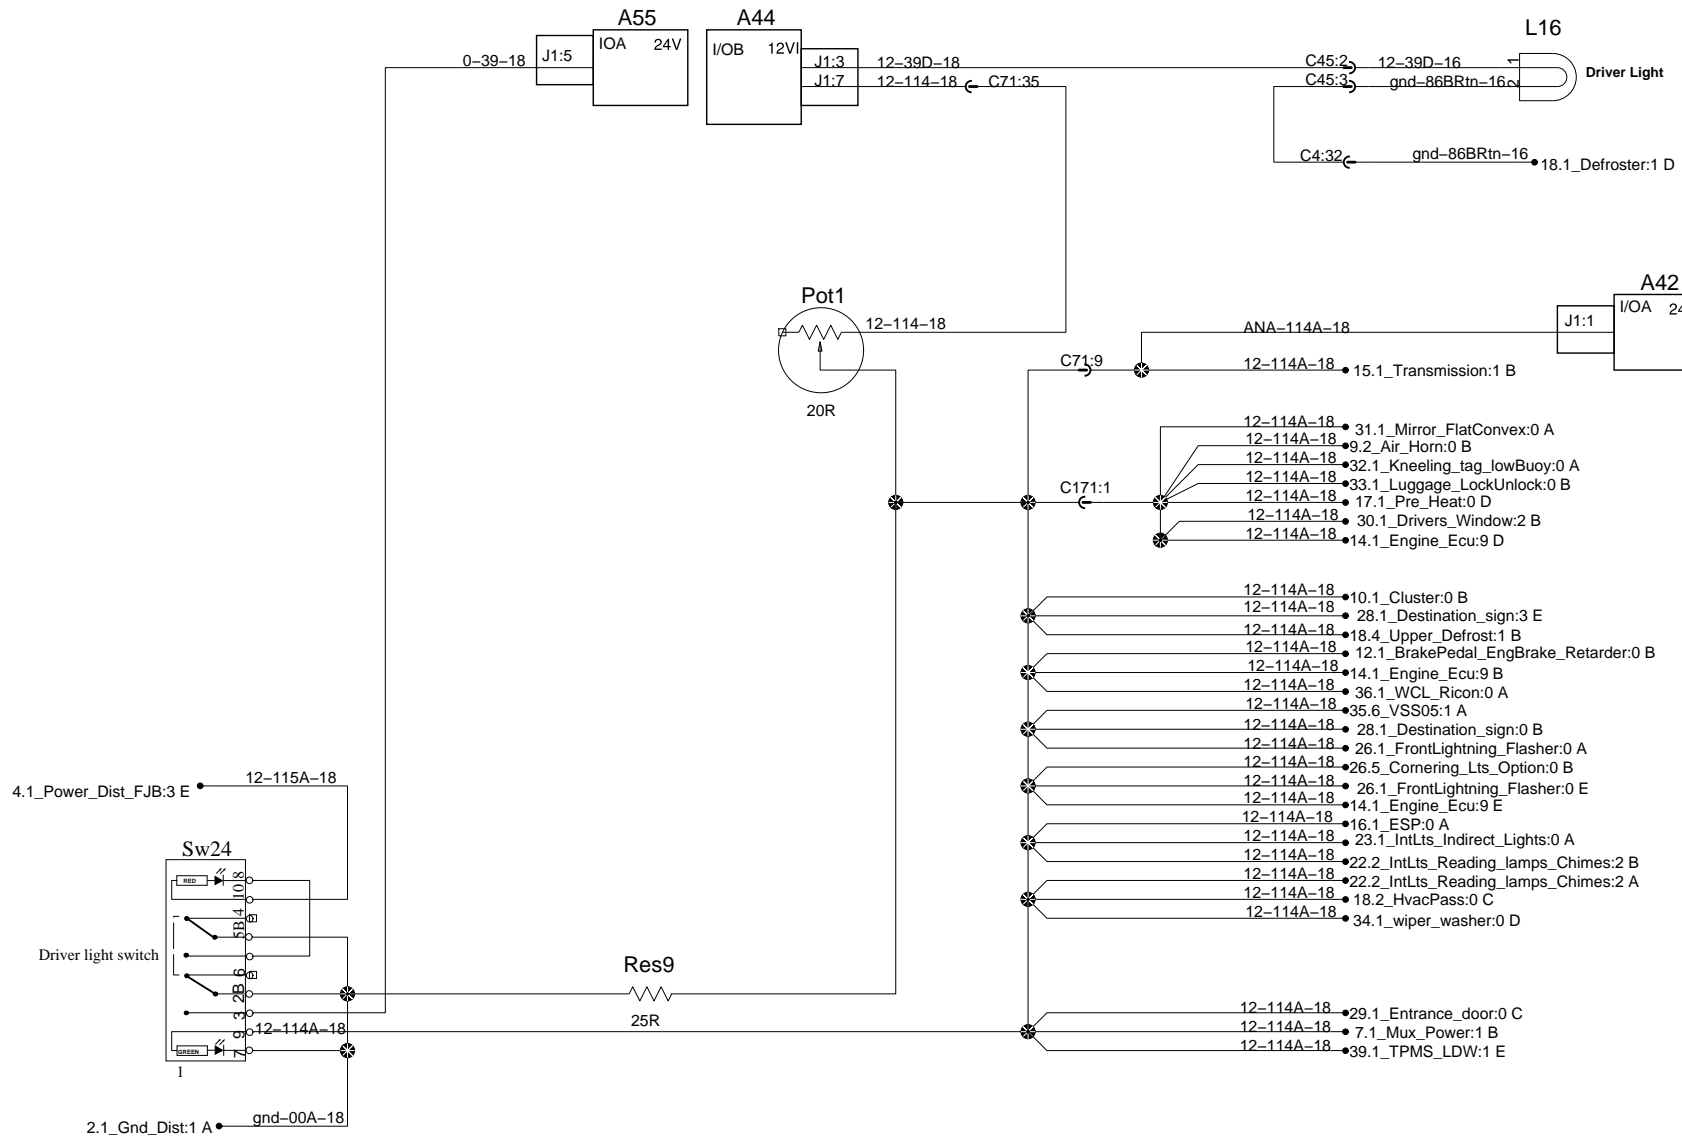 A55
A44
L16
IOA 24V
I/OB 12VI
J1:5
J1:3
J1:7
0-39-18
12-39D-18
12-114-18
C71:35
C45:2
12-39D-16
1
C45:3
gnd-86BRtn-16
2
Driver Light
C4:32
gnd-86BRtn-16
18.1_Defroster:1 D
A42
I/OA 24
J1:1
Pot1
12-114-18
20R
ANA-114A-18
C71:9
12-114A-18
15.1_Transmission:1 B
12-114A-18
31.1_Mirror_FlatConvex:0 A
12-114A-18
9.2_Air_Horn:0 B
12-114A-18
32.1_Kneeling_tag_lowBuoy:0 A
12-114A-18
33.1_Luggage_LockUnlock:0 B
C171:1
12-114A-18
17.1_Pre_Heat:0 D
12-114A-18
30.1_Drivers_Window:2 B
12-114A-18
14.1_Engine_Ecu:9 D
12-114A-18
10.1_Cluster:0 B
12-114A-18
28.1_Destination_sign:3 E
12-114A-18
18.4_Upper_Defrost:1 B
12-114A-18
12.1_BrakePedal_EngBrake_Retarder:0 B
12-114A-18
14.1_Engine_Ecu:9 B
12-114A-18
36.1_WCL_Ricon:0 A
12-114A-18
35.6_VSS05:1 A
12-114A-18
28.1_Destination_sign:0 B
12-114A-18
26.1_FrontLightning_Flasher:0 A
12-114A-18
26.5_Cornering_Lts_Option:0 B
12-114A-18
26.1_FrontLightning_Flasher:0 E
12-114A-18
14.1_Engine_Ecu:9 E
12-114A-18
16.1_ESP:0 A
12-114A-18
23.1_IntLts_Indirect_Lights:0 A
12-114A-18
22.2_IntLts_Reading_lamps_Chimes:2 B
12-114A-18
22.2_IntLts_Reading_lamps_Chimes:2 A
12-114A-18
18.2_HvacPass:0 C
12-114A-18
34.1_wiper_washer:0 D
12-114A-18
29.1_Entrance_door:0 C
12-114A-18
7.1_Mux_Power:1 B
12-114A-18
39.1_TPMS_LDW:1 E
12-115A-18
4.1_Power_Dist_FJB:3 E
Sw24
RED
8
10
4
5B
Driver light switch
6
2B
3
9
12-114A-18
GREEN
7
1
Res9
25R
gnd-00A-18
2.1_Gnd_Dist:1 A